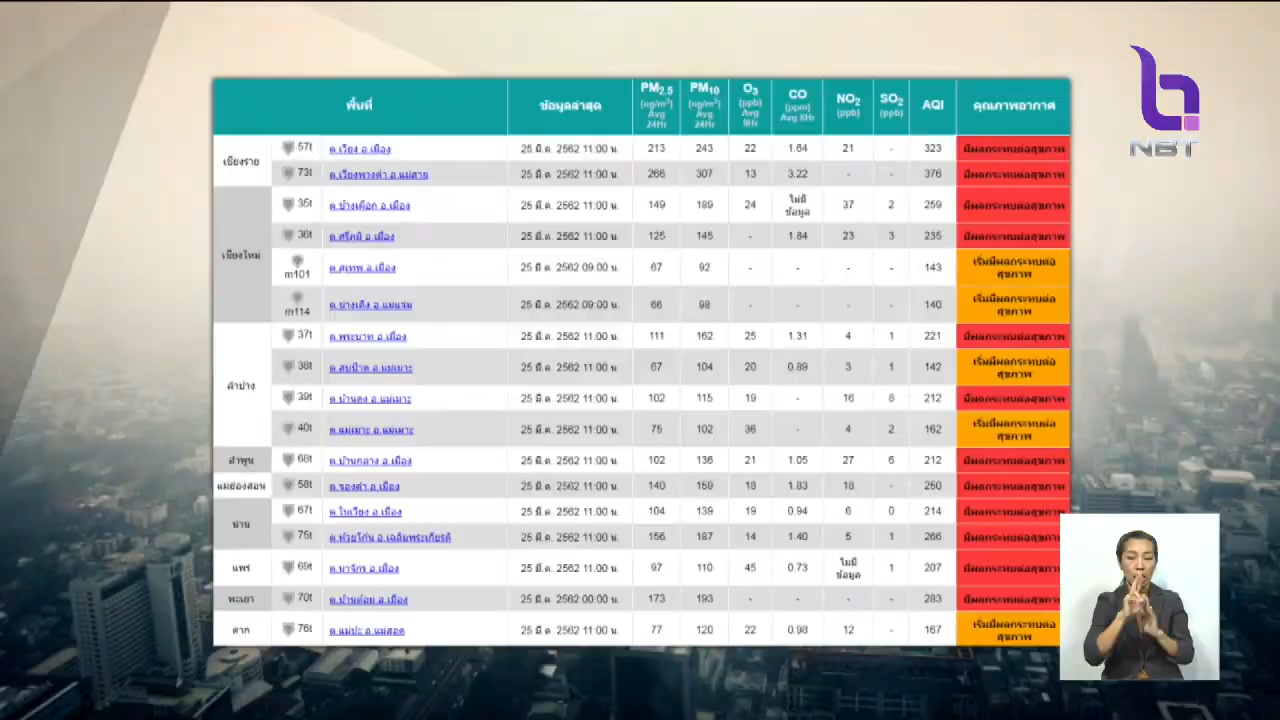 พื้นที่ ข้อมูลล่าสุด PM2.5 (ug/m³) Avg 24Hr PM10 (ug/m³) Avg 24Hr O3 (ppb) Avg 8Hr CO (ppm) Avg 8Hr NO2 (ppb) SO2 (ppb) AQI คุณภาพอากาศ
NBT
เชียงราย 57t ต.เวียง อ.เมือง 25 มี.ค. 2562 11:00 น. 213 243 22 1.64 21 - 323 มีผลกระทบต่อสุขภาพ
73t ต.เวียงพางคำ อ.แม่สาย 25 มี.ค. 2562 11:00 น. 266 307 13 3.22 - - 376 มีผลกระทบต่อสุขภาพ
เชียงใหม่ 35t ต.ช้างเผือก อ.เมือง 25 มี.ค. 2562 11:00 น. 149 189 24 ไม่มีข้อมูล 37 2 259 มีผลกระทบต่อสุขภาพ
36t ต.ศรีภูมิ อ.เมือง 25 มี.ค. 2562 11:00 น. 125 145 - 1.84 23 3 235 มีผลกระทบต่อสุขภาพ
m101 ต.สุเทพ อ.เมือง 25 มี.ค. 2562 09:00 น. 67 92 - - - - 143 เริ่มมีผลกระทบต่อสุขภาพ
m114 ต.ช่างเคิ่ง อ.แม่แจ่ม 25 มี.ค. 2562 09:00 น. 66 98 - - - - 140 เริ่มมีผลกระทบต่อสุขภาพ
ลำปาง 37t ต.พระบาท อ.เมือง 25 มี.ค. 2562 11:00 น. 111 162 25 1.31 4 1 221 มีผลกระทบต่อสุขภาพ
38t ต.สบป้าด อ.แม่เมาะ 25 มี.ค. 2562 11:00 น. 67 104 20 0.89 3 1 142 เริ่มมีผลกระทบต่อสุขภาพ
39t ต.บ้านดง อ.แม่เมาะ 25 มี.ค. 2562 11:00 น. 102 115 19 - 16 8 212 มีผลกระทบต่อสุขภาพ
40t ต.แม่เมาะ อ.แม่เมาะ 25 มี.ค. 2562 11:00 น. 75 102 36 - 4 2 162 เริ่มมีผลกระทบต่อสุขภาพ
ลำพูน 68t ต.บ้านกลาง อ.เมือง 25 มี.ค. 2562 11:00 น. 102 136 21 1.05 27 6 212 มีผลกระทบต่อสุขภาพ
แม่ฮ่องสอน 58t ต.จองคำ อ.เมือง 25 มี.ค. 2562 11:00 น. 140 159 18 1.83 18 - 250 มีผลกระทบต่อสุขภาพ
น่าน 67t ต.ในเวียง อ.เมือง 25 มี.ค. 2562 11:00 น. 104 139 19 0.94 6 0 214 มีผลกระทบต่อสุขภาพ
75t ต.ห้วยโก๋น อ.เฉลิมพระเกียรติ 25 มี.ค. 2562 11:00 น. 156 187 14 1.40 5 1 266 มีผลกระทบต่อสุขภาพ
แพร่ 69t ต.นาจักร อ.เมือง 25 มี.ค. 2562 11:00 น. 97 110 45 0.73 ไม่มีข้อมูล 1 207 มีผลกระทบต่อสุขภาพ
พะเยา 70t ต.บ้านต๋อม อ.เมือง 25 มี.ค. 2562 00:00 น. 173 193 - - - - 283 มีผลกระทบต่อสุขภาพ
ตาก 76t ต.แม่ปะ อ.แม่สอด 25 มี.ค. 2562 11:00 น. 77 120 22 0.98 12 - 167 เริ่มมีผลกระทบต่อสุขภาพ